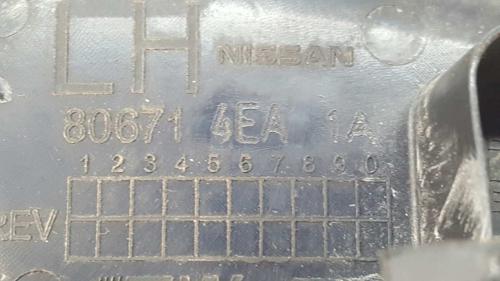 LH NISSAN
80671 4EA 1A
1 2 3 4 5 6 7 8 9 0
REV